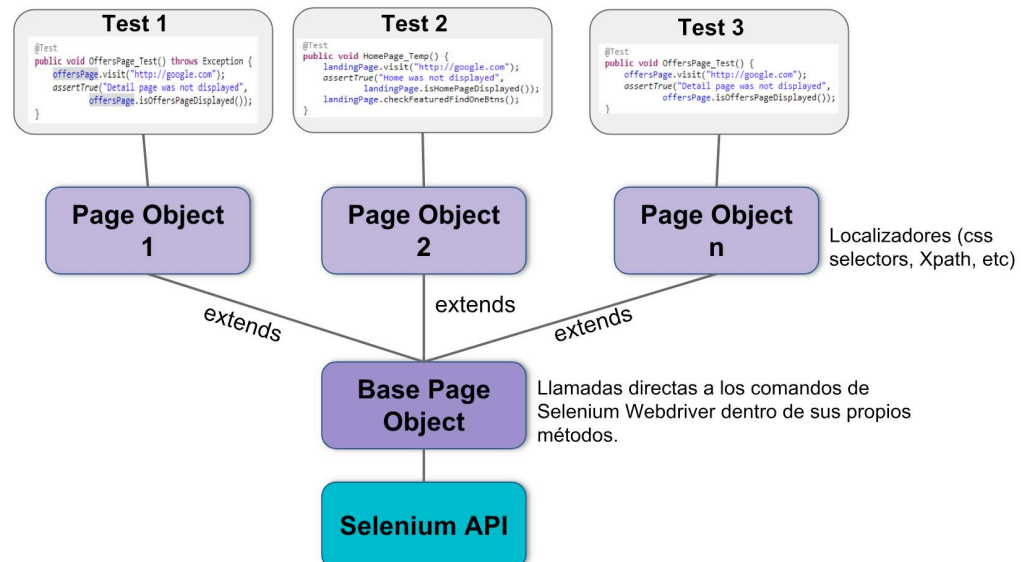 Test 1
@Test
public void OffersPage_Test() throws Exception {
offersPage.visit("http://google.com");
assertTrue("Detail page was not displayed",
offersPage.isOffersPageDisplayed());
}
Test 2
@Test
public void HomePage_Temp() {
landingPage.visit("http://google.com");
assertTrue("Home was not displayed",
landingPage.isHomePageDisplayed());
landingPage.checkFeaturedFindOneBtns();
}
Test 3
@Test
public void OffersPage_Test() {
offersPage.visit("http://google.com");
assertTrue("Detail page was not displayed",
offersPage.isOffersPageDisplayed());
}
Page Object
1
Page Object
2
Page Object
n
Localizadores (css
selectors, Xpath, etc)
extends
extends
extends
Base Page
Object
Llamadas directas a los comandos de
Selenium Webdriver dentro de sus propios
métodos.
Selenium API